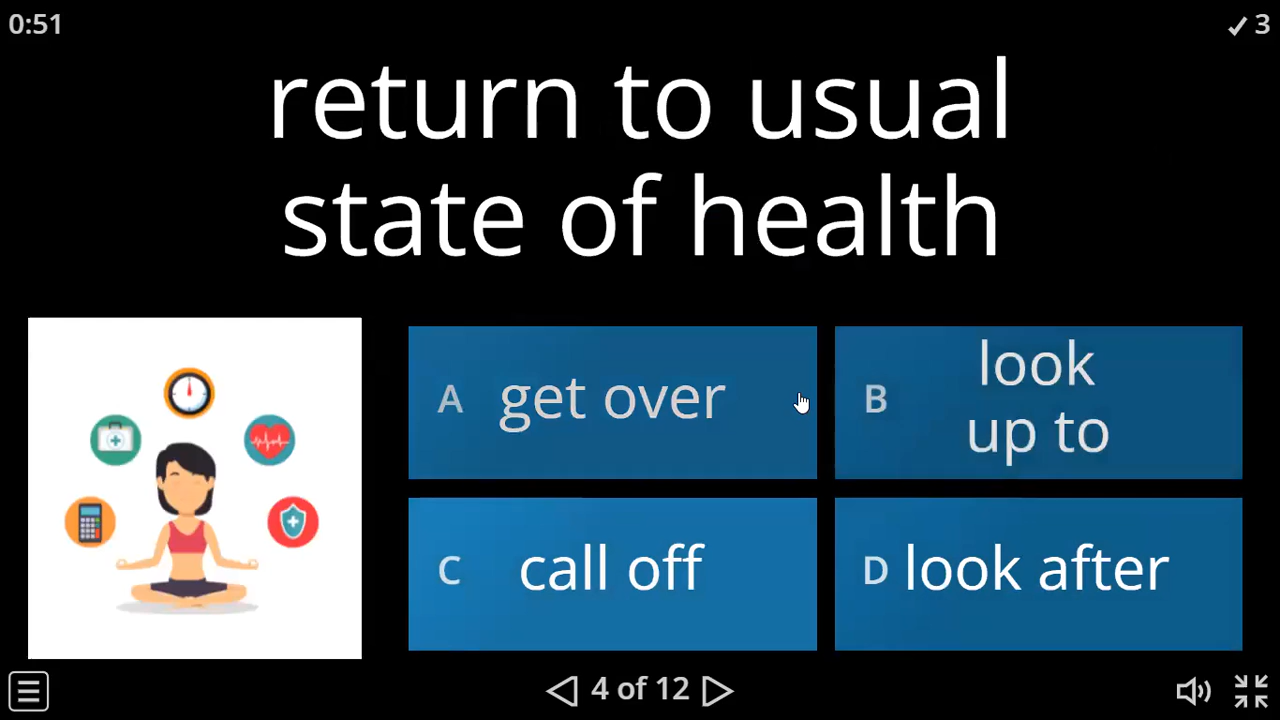 0:51
✓ 3
return to usual
state of health
A get over
B look
up to
C call off
D look after
4 of 12